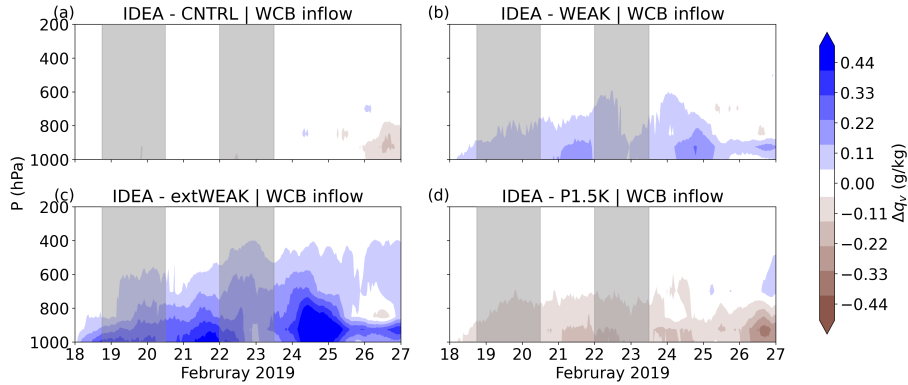 (a) IDEA - CNTRL | WCB inflow
(b) IDEA - WEAK | WCB inflow
200
400
600
800
1000
(c) IDEA - extWEAK | WCB inflow
(d) IDEA - P1.5K | WCB inflow
200
400
600
800
1000
P (hPa)
18 19 20 21 22 23 24 25 26 27
18 19 20 21 22 23 24 25 26 27
Februray 2019
Februray 2019
0.44
0.33
0.22
0.11
0.00
−0.11
−0.22
−0.33
−0.44
Δqv (g/kg)